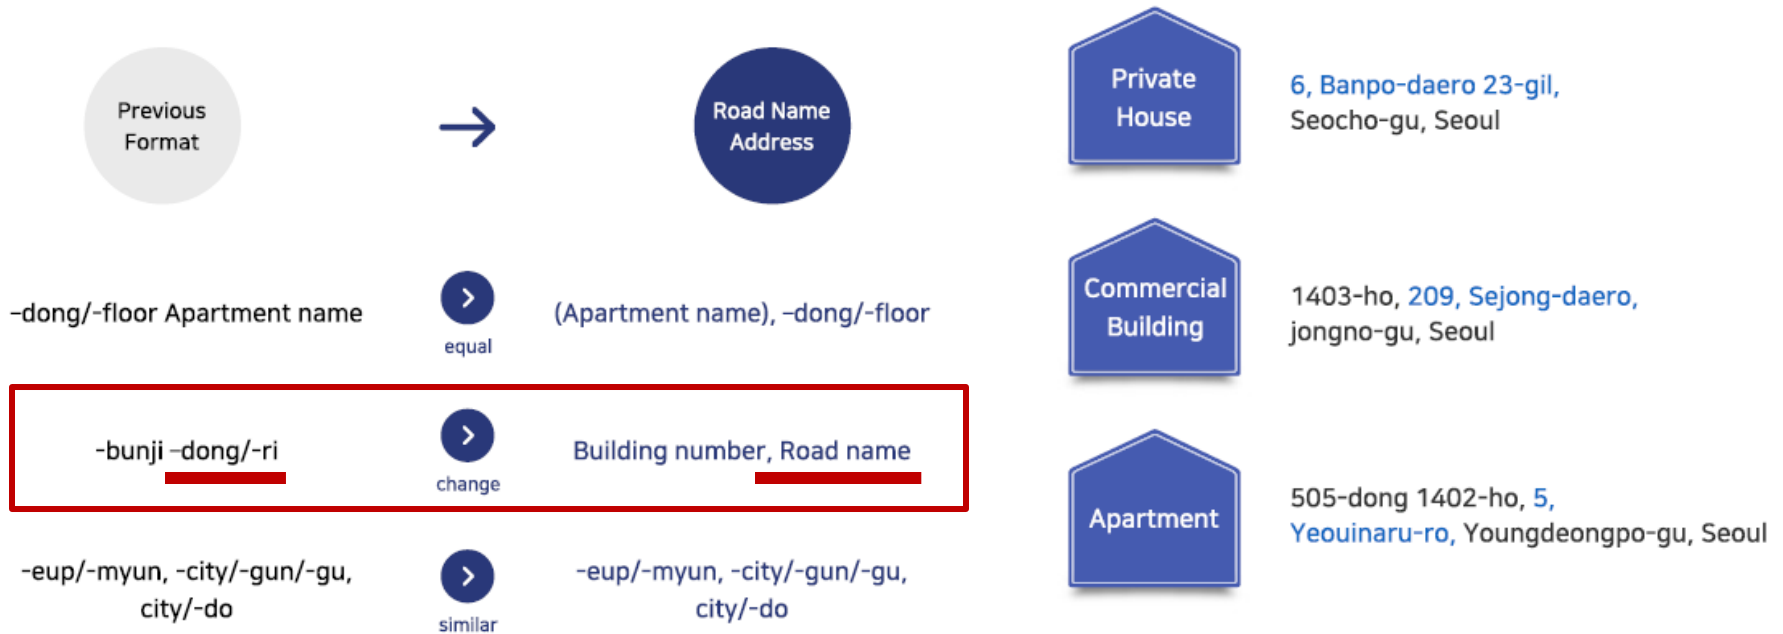 Previous
Format
Road Name
Address
–dong/-floor Apartment name
equal
(Apartment name), –dong/-floor
-bunji –dong/-ri
change
Building number, Road name
-eup/-myun, -city/-gun/-gu,
city/-do
similar
-eup/-myun, -city/-gun/-gu,
city/-do
Private
House
6, Banpo-daero 23-gil,
Seocho-gu, Seoul
Commercial
Building
1403-ho, 209, Sejong-daero,
jongno-gu, Seoul
Apartment
505-dong 1402-ho, 5,
Yeouinaru-ro, Youngdeongpo-gu, Seoul